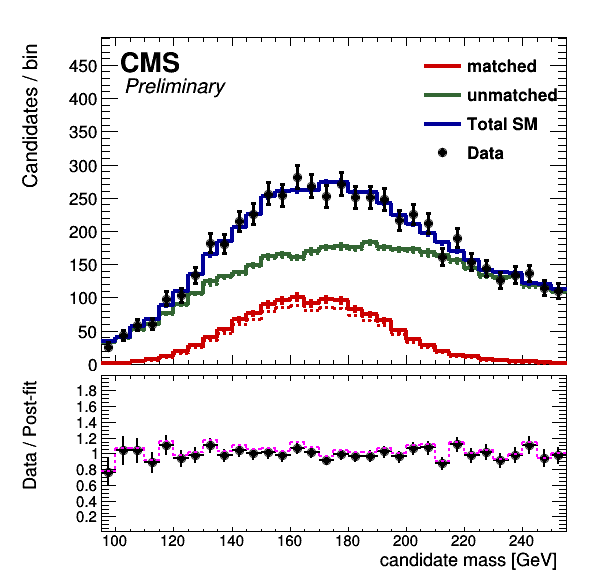 CMS
Preliminary
matched
unmatched
Total SM
Data
Candidates / bin
450
400
350
300
250
200
150
100
50
0
Data / Post-fit
1.8
1.6
1.4
1.2
1
0.8
0.6
0.4
0.2
100 120 140 160 180 200 220 240
candidate mass [GeV]